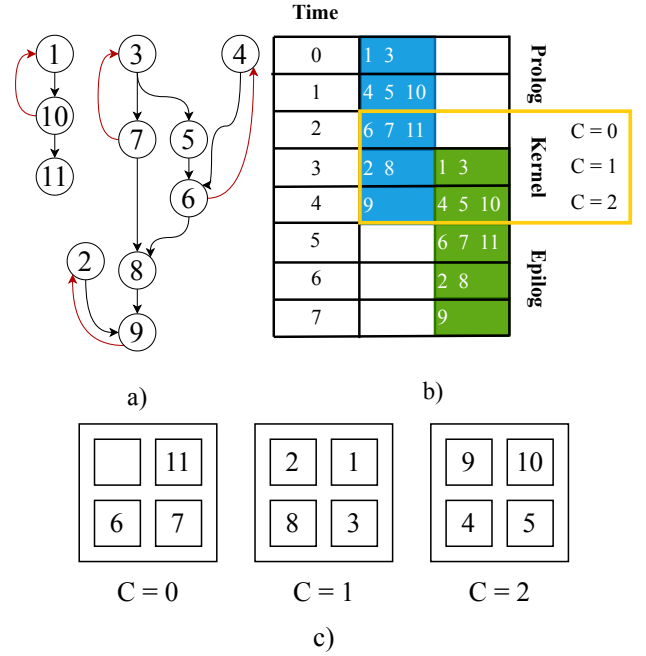 Time
1 3 4
10 7 5
11 6
2 8
9
a)
0 1 3
1 4 5 10
2 6 7 11
3 2 8 1 3
4 9 4 5 10
5 6 7 11
6 2 8
7 9
Prolog
Kernel
Epilog
C = 0
C = 1
C = 2
b)
11
6 7
C = 0
2 1
8 3
C = 1
9 10
4 5
C = 2
c)